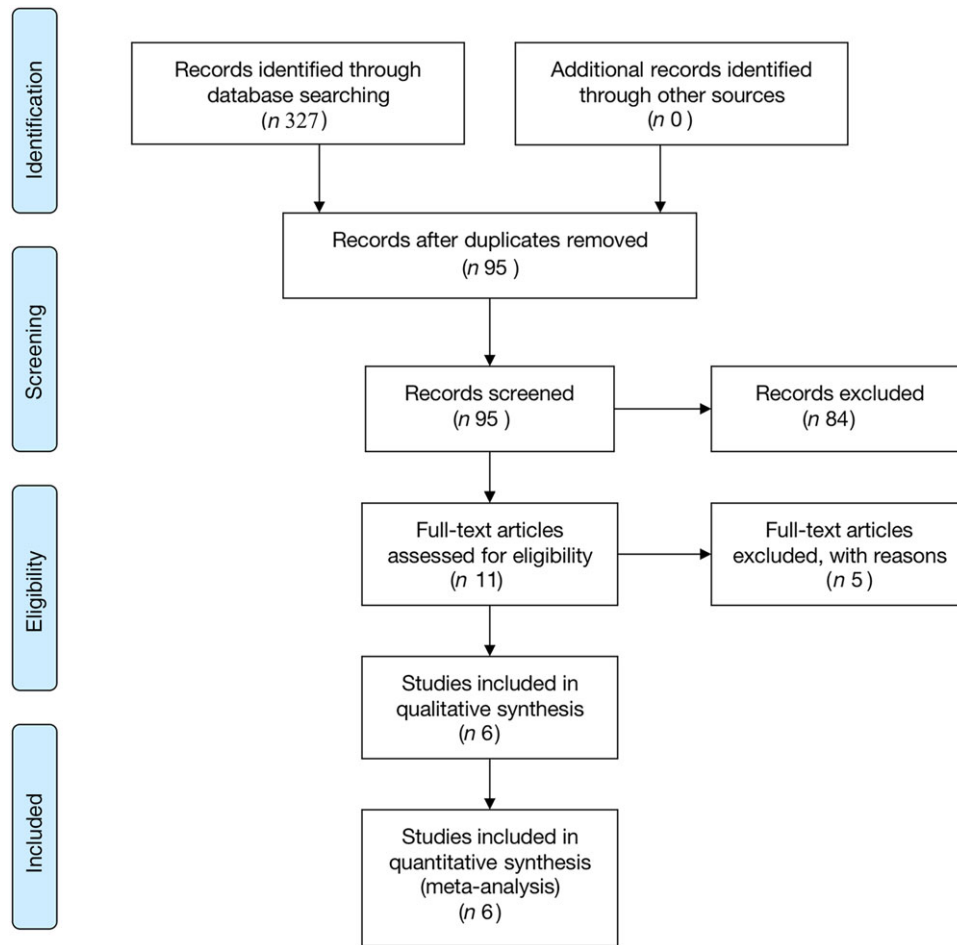 Identification
Records identified through
database searching
(n 327)
Additional records identified
through other sources
(n 0 )
Records after duplicates removed
(n 95 )
Screening
Records screened
(n 95 )
Records excluded
(n 84)
Eligibility
Full-text articles
assessed for eligibility
(n 11)
Full-text articles
excluded, with reasons
(n 5 )
Studies included in
qualitative synthesis
(n 6)
Included
Studies included in
quantitative synthesis
(meta-analysis)
(n 6)